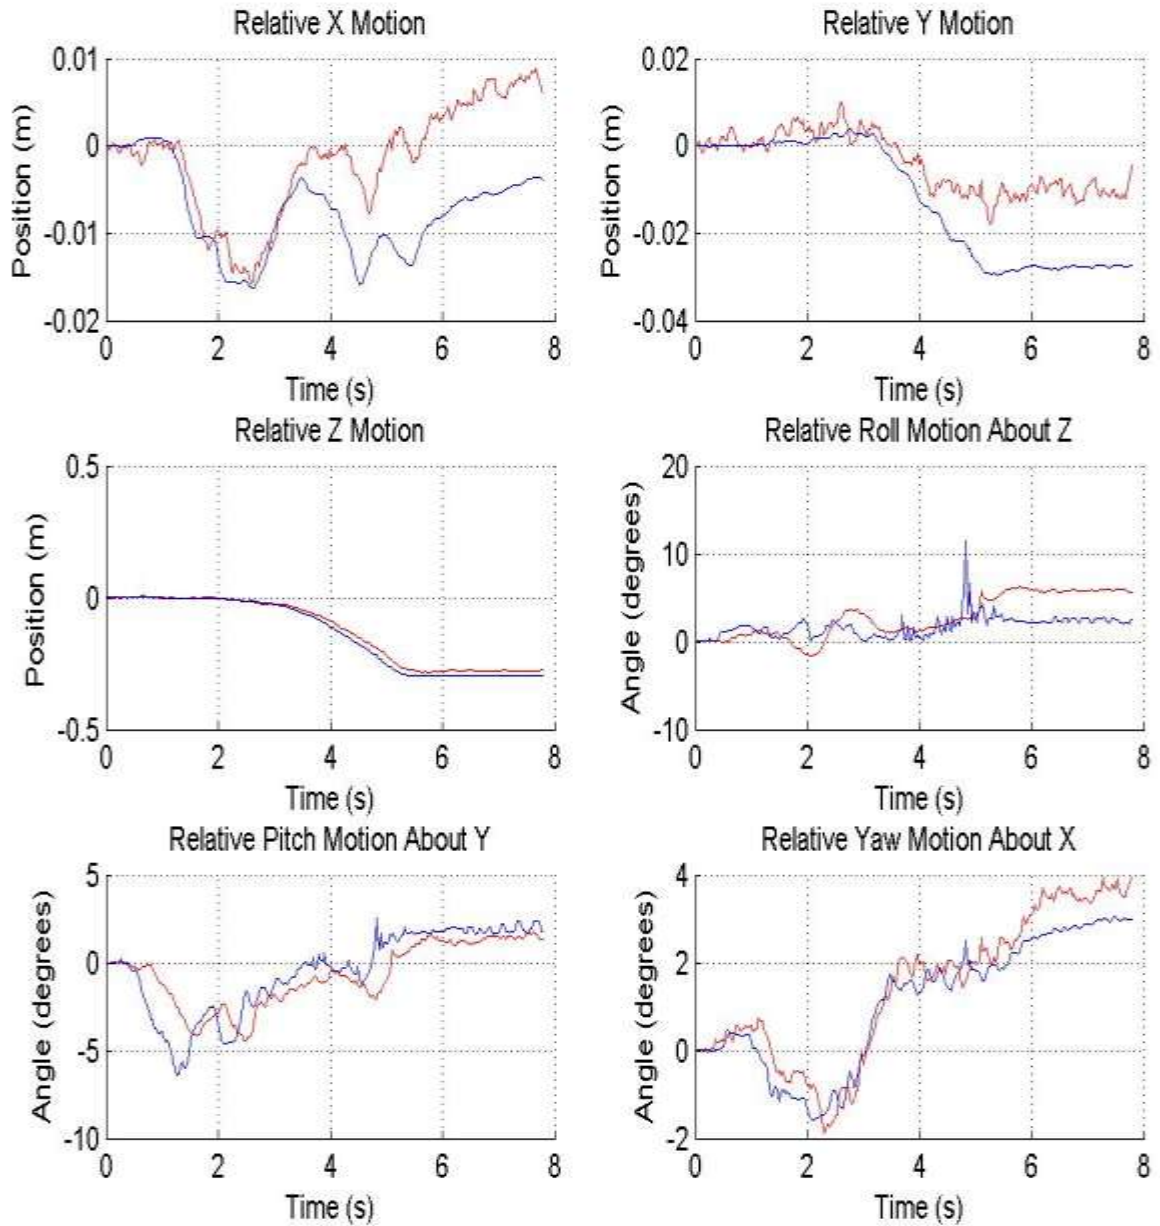 Relative X Motion
0.01
0
-0.01
-0.02
Position (m)
0 2 4 6 8
Time (s)
Relative Y Motion
0.02
0
-0.02
-0.04
Position (m)
0 2 4 6 8
Time (s)
Relative Z Motion
0.5
0
-0.5
Position (m)
0 2 4 6 8
Time (s)
Relative Roll Motion About Z
20
10
0
-10
Angle (degrees)
0 2 4 6 8
Time (s)
Relative Pitch Motion About Y
5
0
-5
-10
Angle (degrees)
0 2 4 6 8
Time (s)
Relative Yaw Motion About X
4
2
0
-2
Angle (degrees)
0 2 4 6 8
Time (s)